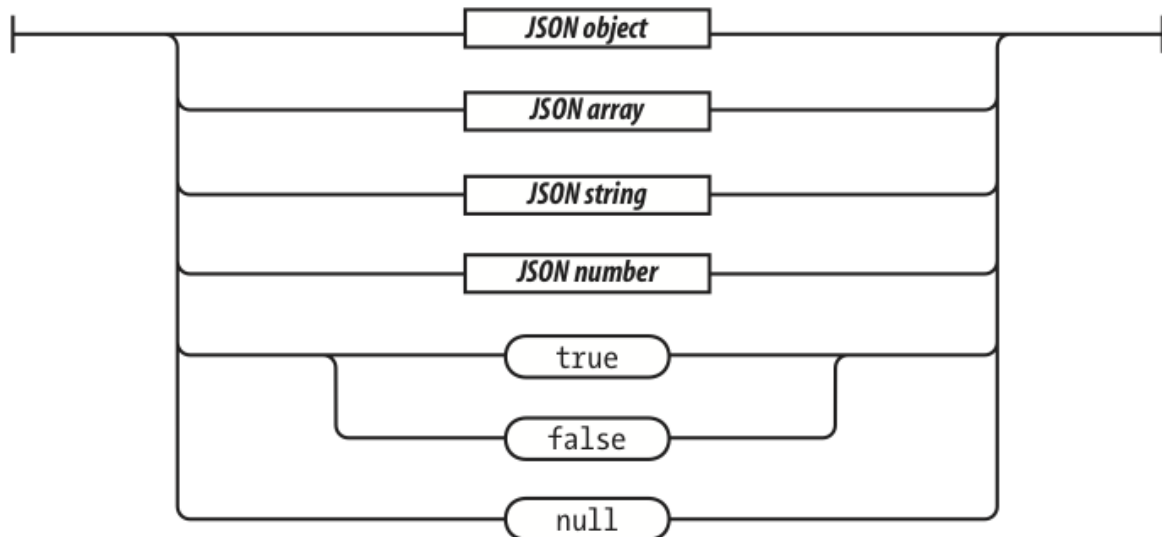 JSON object
JSON array
JSON string
JSON number
true
false
null